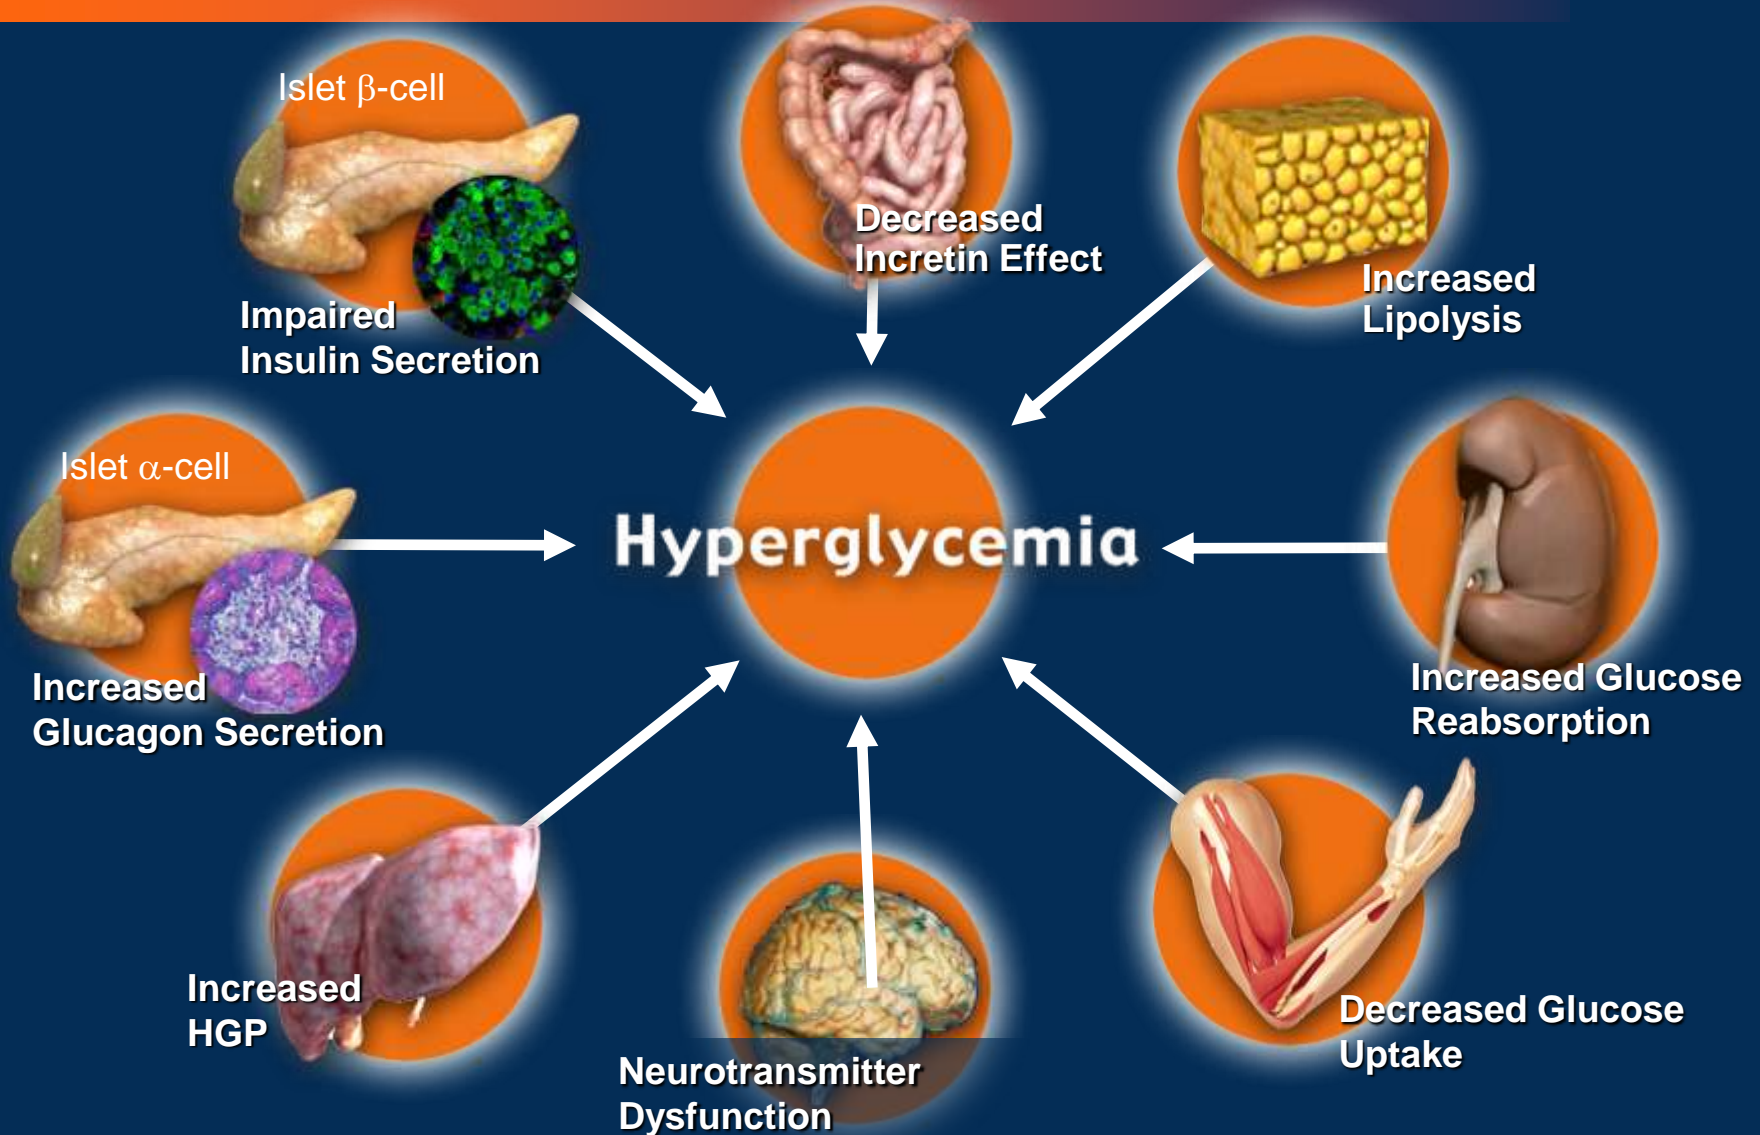 Islet β-cell
Impaired
Insulin Secretion
Decreased
Incretin Effect
Increased
Lipolysis
Islet α-cell
Increased
Glucagon Secretion
Hyperglycemia
Increased Glucose
Reabsorption
Increased
HGP
Neurotransmitter
Dysfunction
Decreased Glucose
Uptake